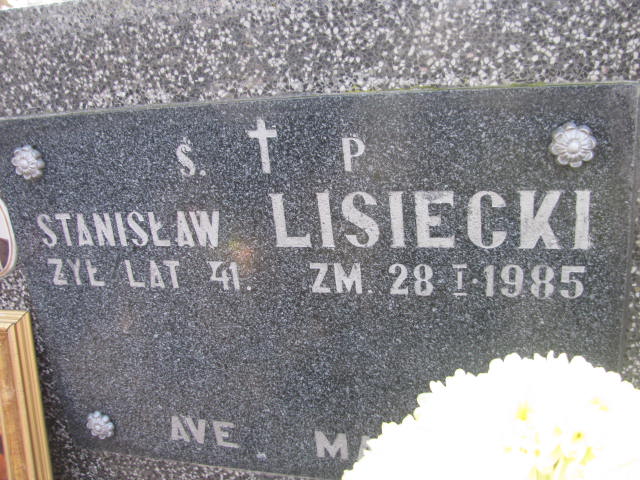 Ś. † P
STANISŁAW LISIECKI
ŻYŁ LAT 41. ZM. 28 I. 1985
AVE. MA